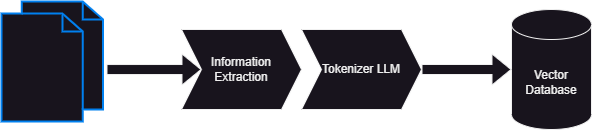 Information
Extraction
Tokenizer LLM
Vector
Database